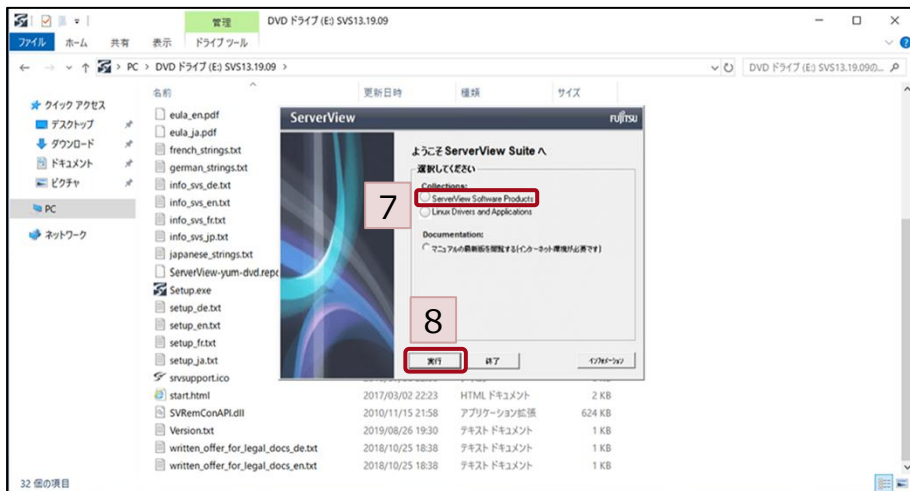 管理
DVD ドライブ (E:) SVS13.19.09
ファイル
ホーム
共有
表示
ドライブ ツール
PC > DVD ドライブ (E:) SVS13.19.09 >
DVD ドライブ (E:) SVS13.19.09の...
名前
更新日時
種類
サイズ
クイック アクセス
デスクトップ
ダウンロード
ドキュメント
ピクチャ
PC
ネットワーク
eula_en.pdf
eula_ja.pdf
french_strings.txt
german_strings.txt
info_svs_de.txt
info_svs_en.txt
info_svs_fr.txt
info_svs_jp.txt
japanese_strings.txt
ServerView-yum-dvd.repo
Setup.exe
setup_de.txt
setup_en.txt
setup_fr.txt
setup_ja.txt
srvsupport.ico
start.html 2017/03/02 22:23 HTML ドキュメント 2 KB
SVRemConAPI.dll 2010/11/15 21:58 アプリケーション拡張 624 KB
Version.txt 2019/08/26 19:30 テキスト ドキュメント 1 KB
written_offer_for_legal_docs_de.txt 2018/10/25 18:38 テキスト ドキュメント 1 KB
written_offer_for_legal_docs_en.txt 2018/10/25 18:38 テキスト ドキュメント 1 KB
32 個の項目
ServerView
FUJITSU
ようこそ ServerView Suite へ
選択してください
Collections:
7
ServerView Software Products
Linux Drivers and Applications
Documentation:
マニュアルの最新版を閲覧する(インターネット環境が必要です)
8
実行
終了
インフォメーション